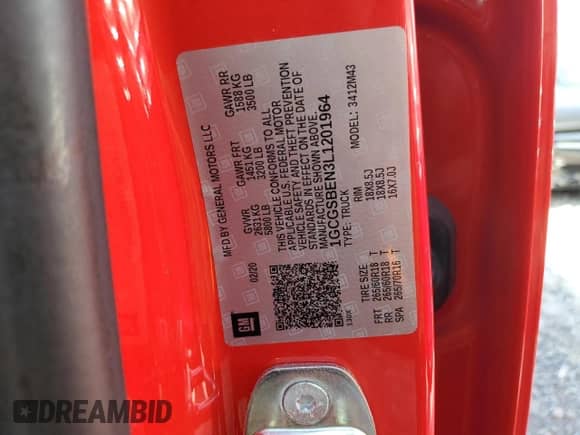 MFD BY GENERAL MOTORS LLC
02/20
GVWR
2631 KG
5800 LB
GAWR FRT
1451 KG
3200 LB
GAWR RR
1588 KG
3500 LB
THIS VEHICLE CONFORMS TO ALL
APPLICABLE U.S. FEDERAL MOTOR
VEHICLE SAFETY AND THEFT PREVENTION
STANDARDS IN EFFECT ON THE DATE OF
MANUFACTURE SHOWN ABOVE.
1GCGSBEN3L1201964
TYPE: TRUCK
MODEL: 3412M43
TIRE SIZE
RIM
FRT 265/60R18 T 18X8.5J
RR 265/60R18 T 18X8.5J
SPA 265/70R16 T 16X7.0J
GM
DREAMBID